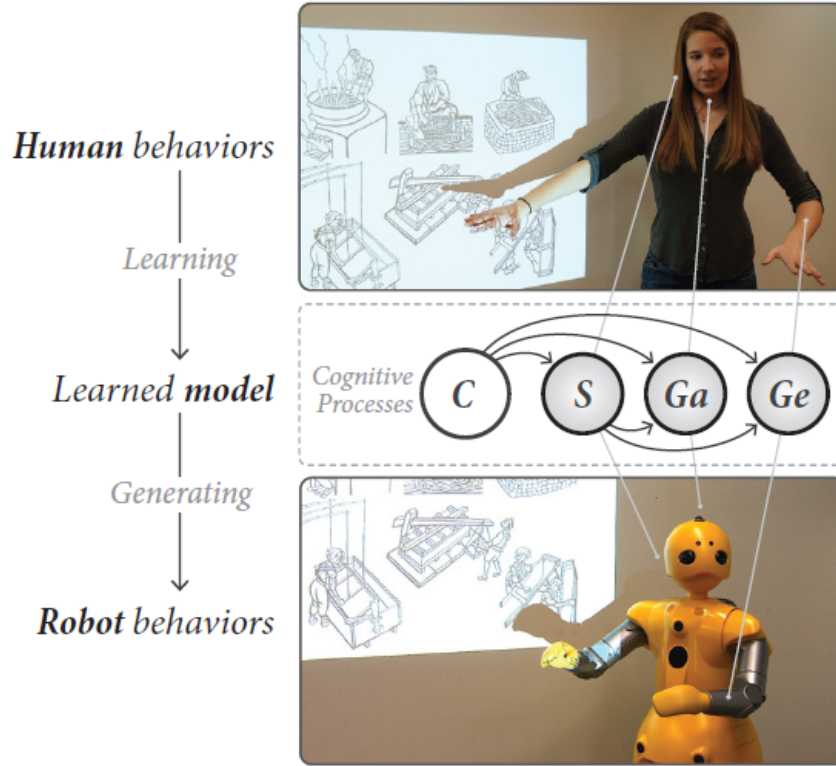 Human behaviors
Learning
Learned model
Generating
Robot behaviors
Cognitive
Processes
C
S
Ga
Ge